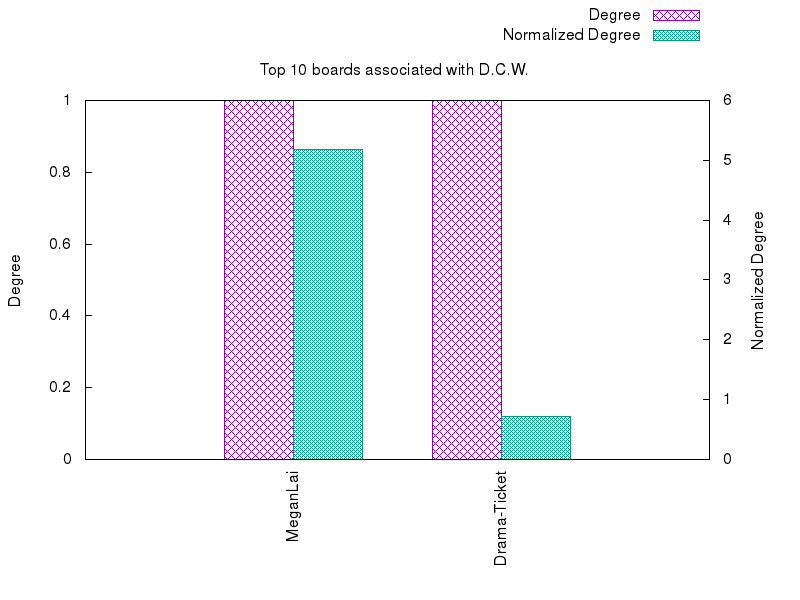 Degree
Normalized Degree
Top 10 boards associated with D.C.W.
1
0.8
0.6
0.4
0.2
0
Degree
6
5
4
3
2
1
0
Normalized Degree
MeganLai
Drama-Ticket